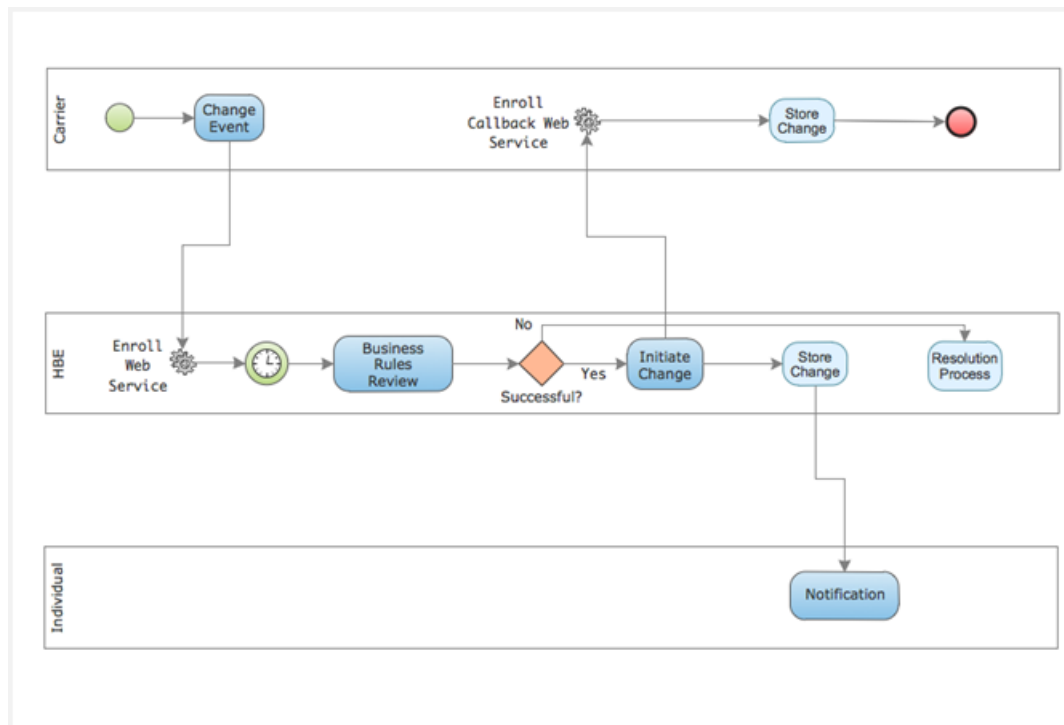 Carrier
Change
Event
Enroll
Callback Web
Service
Store
Change
HBE
Enroll
Web
Service
Business
Rules
Review
No
Successful?
Yes
Initiate
Change
Store
Change
Resolution
Process
Individual
Notification